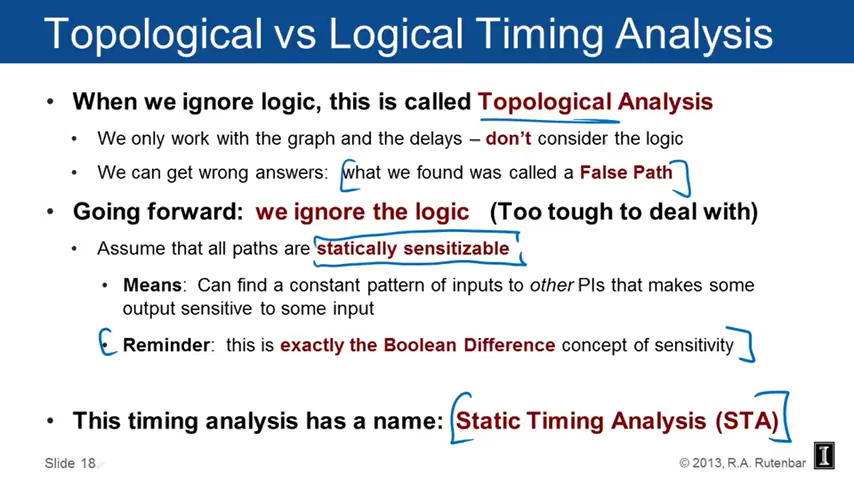 Topological vs Logical Timing Analysis
• When we ignore logic, this is called Topological Analysis
• We only work with the graph and the delays – don't consider the logic
• We can get wrong answers: what we found was called a False Path
• Going forward: we ignore the logic (Too tough to deal with)
• Assume that all paths are statically sensitizable
• Means: Can find a constant pattern of inputs to other PIs that makes some
output sensitive to some input
• Reminder: this is exactly the Boolean Difference concept of sensitivity
• This timing analysis has a name: Static Timing Analysis (STA)
Slide 18
© 2013, R.A. Rutenbar
I